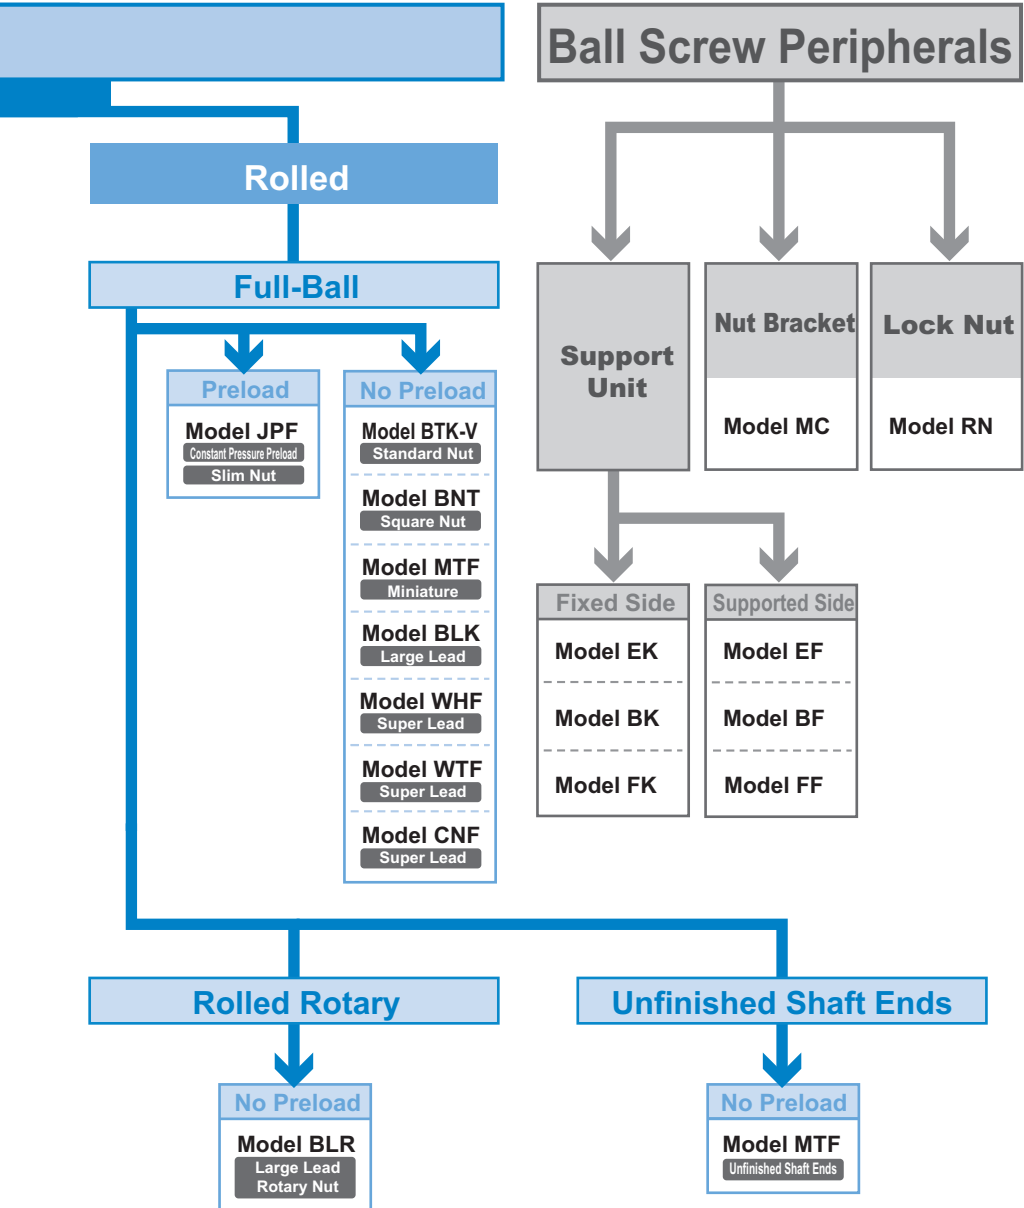 Ball Screw Peripherals
Rolled
Full-Ball
Preload
Model JPF
Constant Pressure Preload
Slim Nut
No Preload
Model BTK-V
Standard Nut
Model BNT
Square Nut
Model MTF
Miniature
Model BLK
Large Lead
Model WHF
Super Lead
Model WTF
Super Lead
Model CNF
Super Lead
Support
Unit
Nut Bracket
Model MC
Lock Nut
Model RN
Fixed Side
Model EK
Model BK
Model FK
Supported Side
Model EF
Model BF
Model FF
Rolled Rotary
No Preload
Model BLR
Large Lead
Rotary Nut
Unfinished Shaft Ends
No Preload
Model MTF
Unfinished Shaft Ends